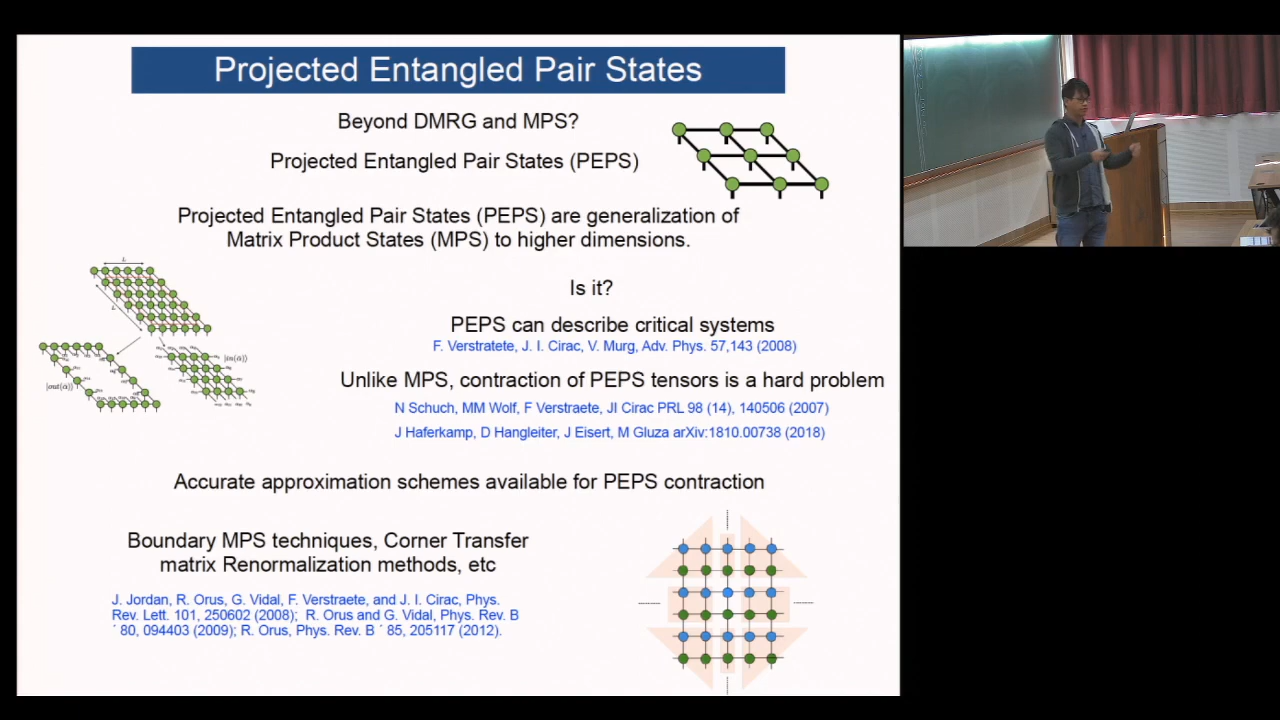 Projected Entangled Pair States
Beyond DMRG and MPS?
Projected Entangled Pair States (PEPS)
Projected Entangled Pair States (PEPS) are generalization of
Matrix Product States (MPS) to higher dimensions.
L
L
|in(ᾱ)⟩
|out(ᾱ)⟩
Is it?
PEPS can describe critical systems
F. Verstratete, J. I. Cirac, V. Murg, Adv. Phys. 57,143 (2008)
Unlike MPS, contraction of PEPS tensors is a hard problem
N Schuch, MM Wolf, F Verstraete, JI Cirac PRL 98 (14), 140506 (2007)
J Haferkamp, D Hangleiter, J Eisert, M Gluza arXiv:1810.00738 (2018)
Accurate approximation schemes available for PEPS contraction
Boundary MPS techniques, Corner Transfer
matrix Renormalization methods, etc
J. Jordan, R. Orus, G. Vidal, F. Verstraete, and J. I. Cirac, Phys.
Rev. Lett. 101, 250602 (2008); R. Orus and G. Vidal, Phys. Rev. B
´ 80, 094403 (2009); R. Orus, Phys. Rev. B ´ 85, 205117 (2012).